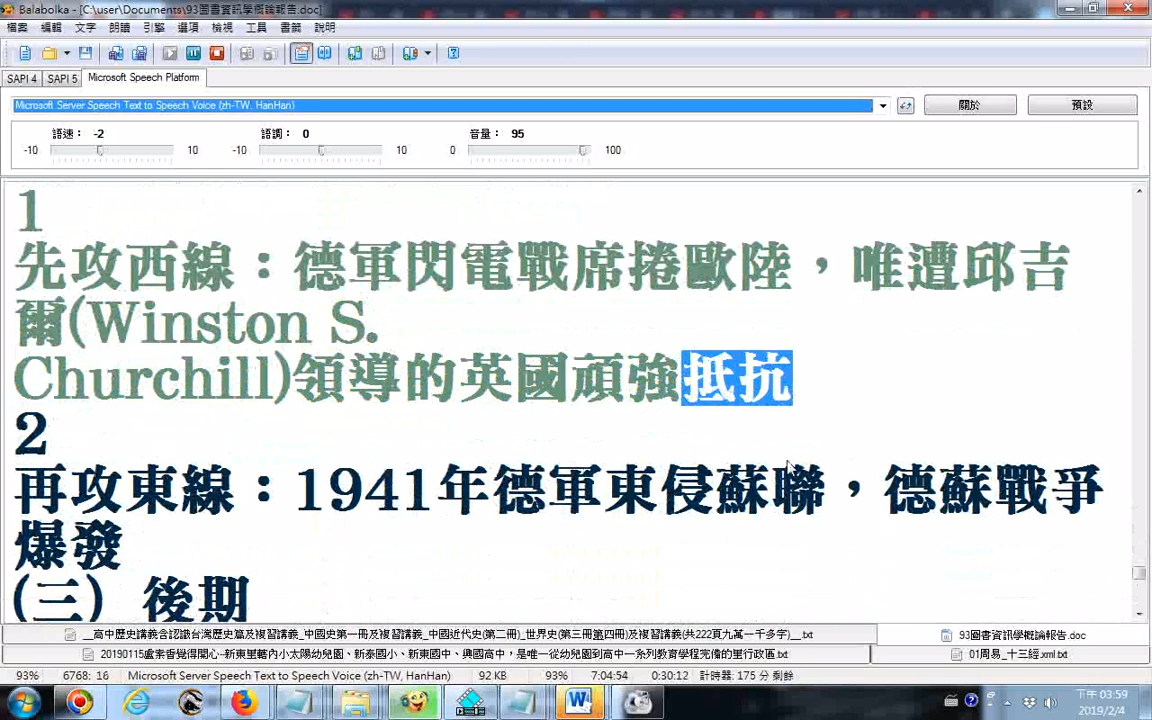 Balabolka - [C:\user\Documents\93圖書資訊學概論報告.doc]
檔案 編輯 文字 朗讀 引擎 選項 檢視 工具 書籤 說明
SAPI 4 SAPI 5 Microsoft Speech Platform
Microsoft Server Speech Text to Speech Voice (zh-TW, HanHan)
關於 預設
語速： -2 語調： 0 音量： 95
-10 10 -10 10 0 100
1
先攻西線：德軍閃電戰席捲歐陸，唯遭邱吉
爾(Winston S.
Churchill)領導的英國頑強抵抗
2
再攻東線：1941年德軍東侵蘇聯，德蘇戰爭
爆發
(三) 後期
__高中歷史講義含認識台灣歷史篇及複習講義_中國史第一冊及複習講義_中國近代史(第二冊)_世界史(第三冊第四冊)及複習講義(共222頁九萬一千多字)__.txt 93圖書資訊學概論報告.doc
20190115盧素香覺得開心--新東里轄內小太陽幼兒園、新泰國小、新東國中、興國高中，是唯一從幼兒園到高中一系列教育學程完備的里行政區.txt 01周易_十三經.xml.txt
93% 6768: 16 Microsoft Server Speech Text to Speech Voice (zh-TW, HanHan) 92 KB 93% 7:04:54 0:30:12 計時器: 175 分 剩餘
下午 03:59
2019/2/4